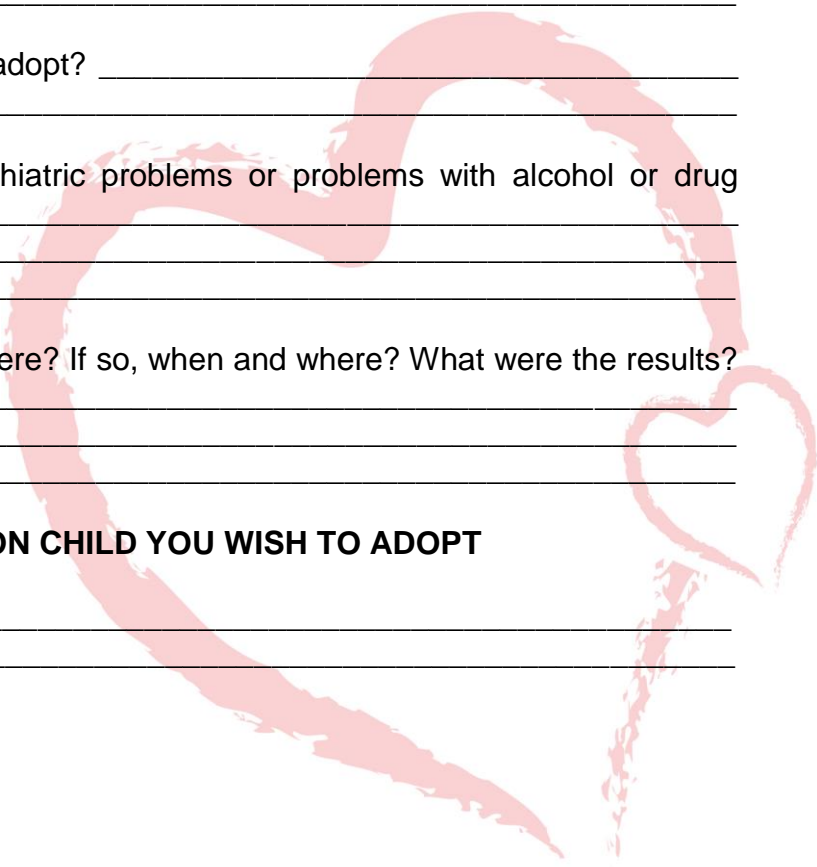 adopt? ____________________________________
hiatric problems or problems with alcohol or drug
ere? If so, when and where? What were the results?
ON CHILD YOU WISH TO ADOPT